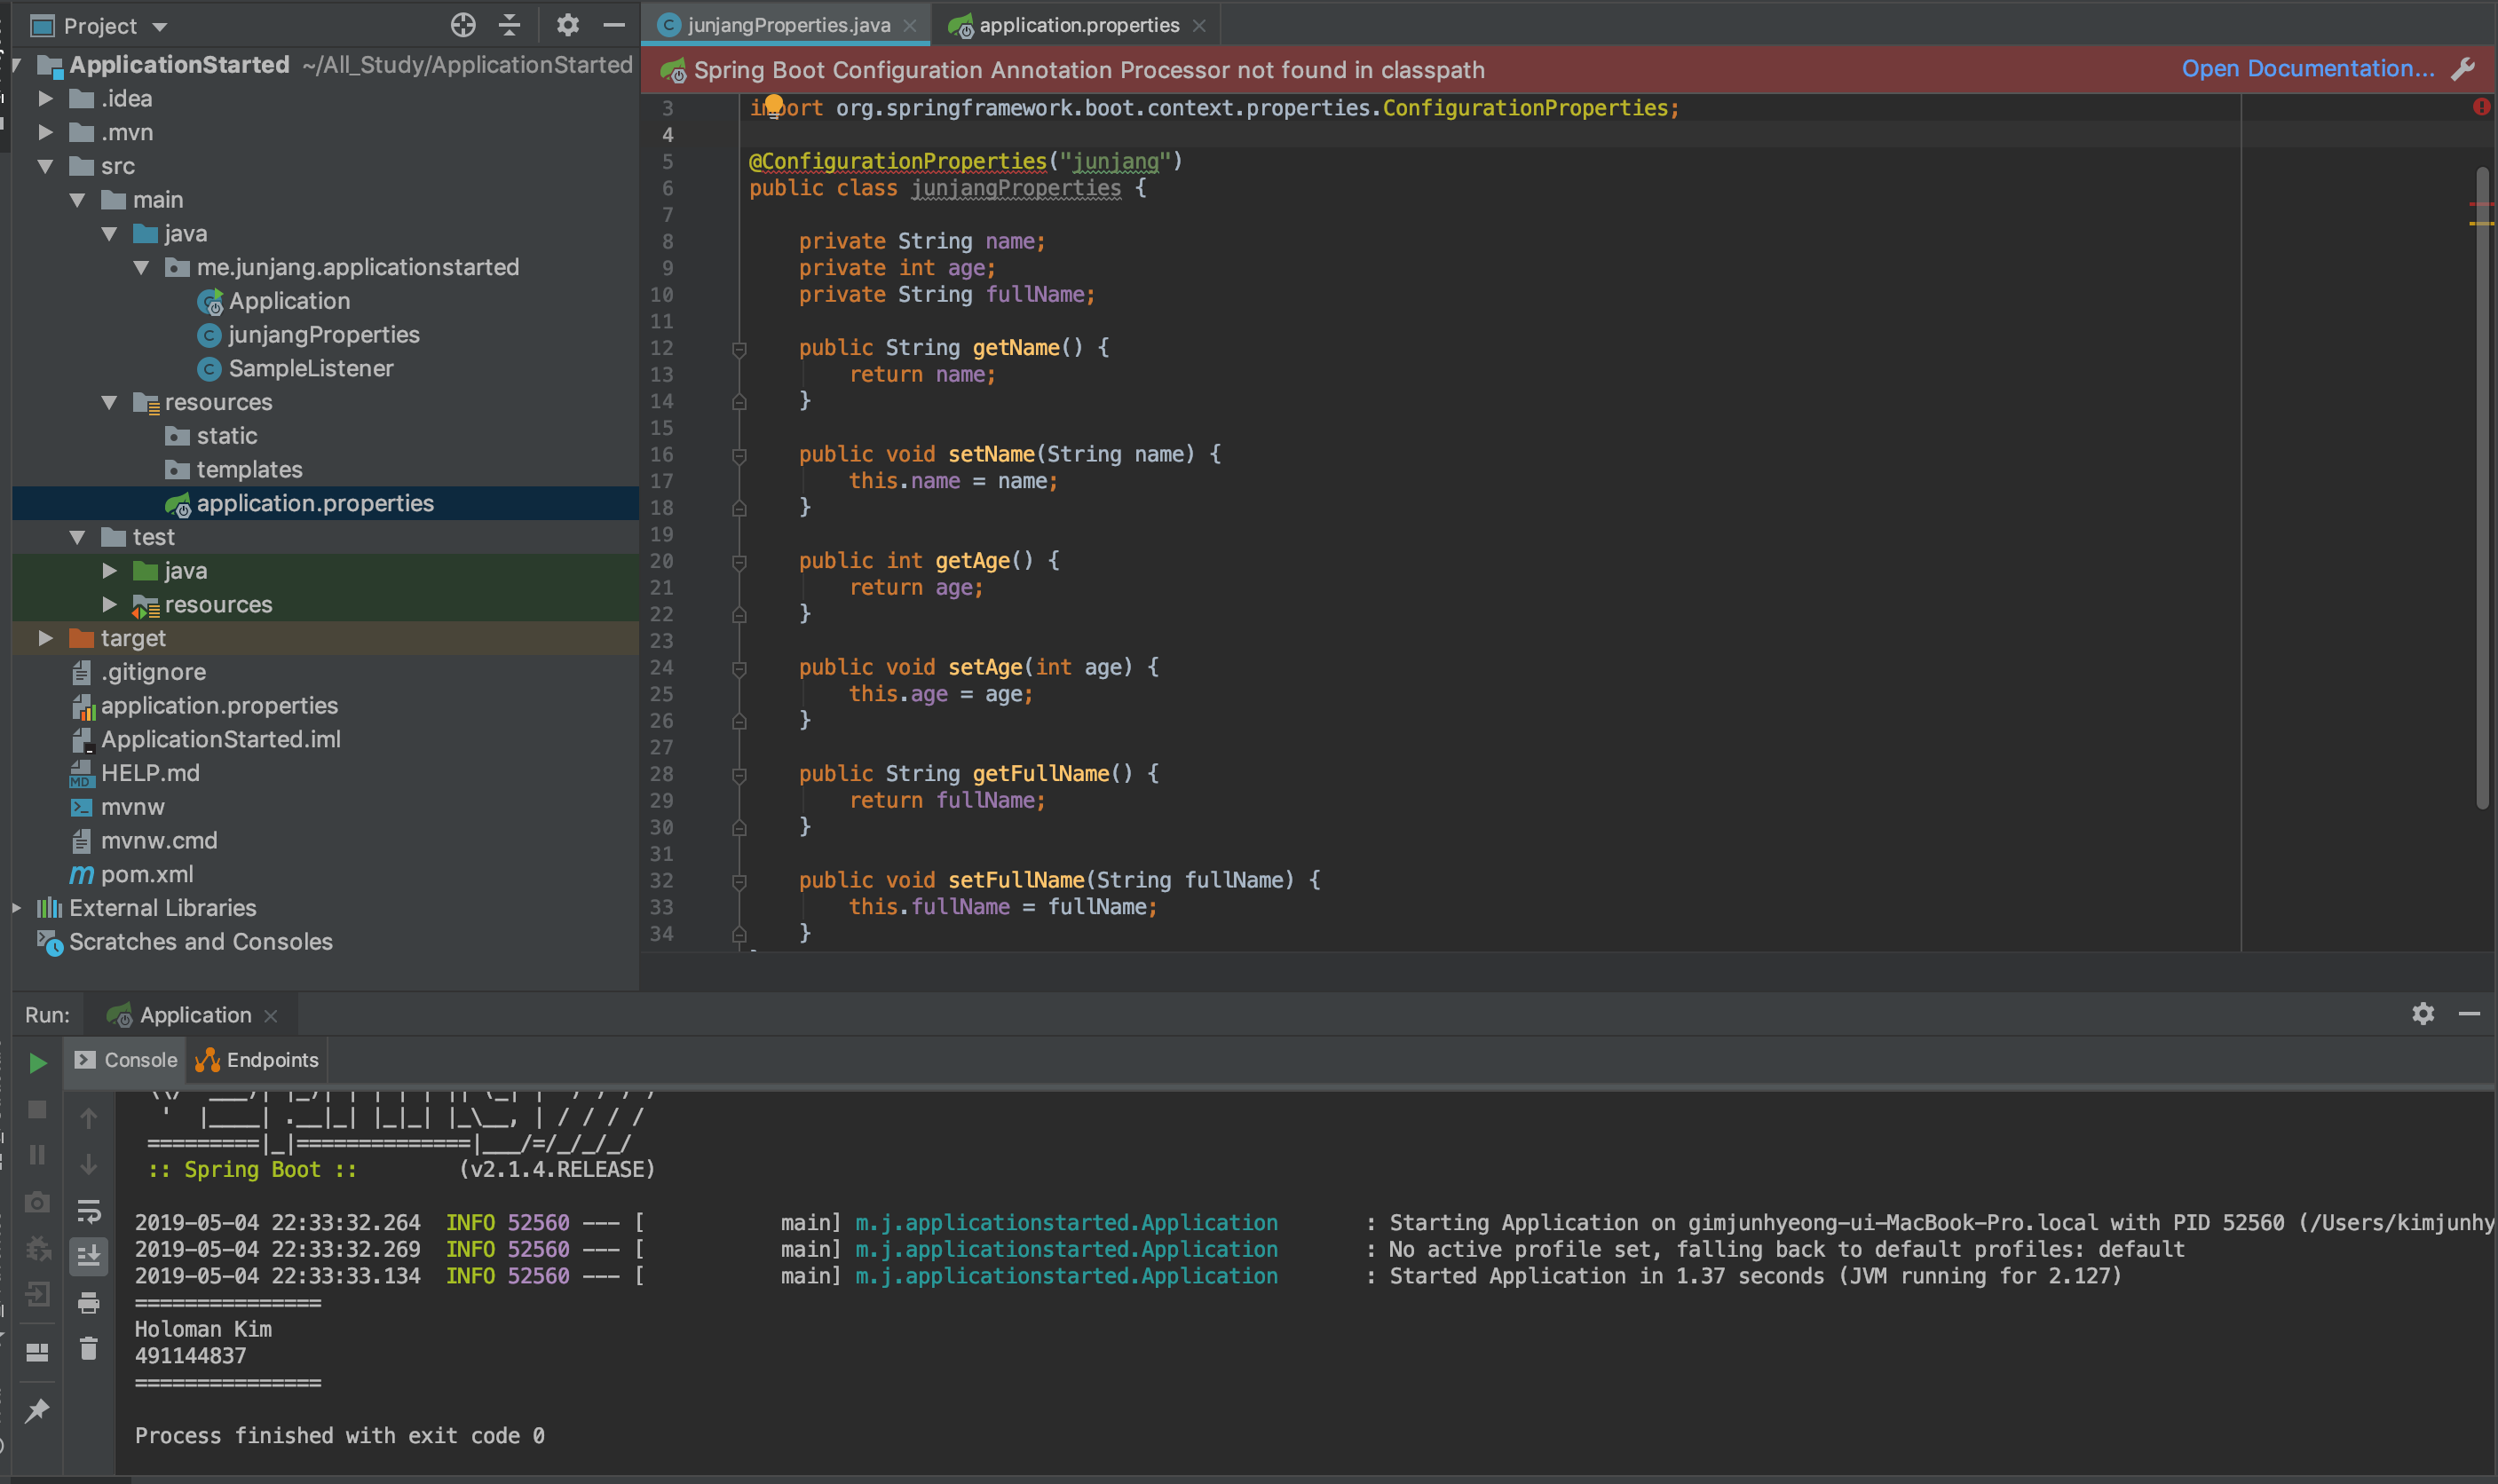 Project
ApplicationStarted ~/All_Study/ApplicationStarted
.idea
.mvn
src
main
java
me.junjang.applicationstarted
Application
junjangProperties
SampleListener
resources
static
templates
application.properties
test
java
resources
target
.gitignore
application.properties
ApplicationStarted.iml
HELP.md
mvnw
mvnw.cmd
pom.xml
External Libraries
Scratches and Consoles
junjangProperties.java
application.properties
Spring Boot Configuration Annotation Processor not found in classpath Open Documentation...
3 import org.springframework.boot.context.properties.ConfigurationProperties;
4
5 @ConfigurationProperties("junjang")
6 public class junjangProperties {
7
8 private String name;
9 private int age;
10 private String fullName;
11
12 public String getName() {
13 return name;
14 }
15
16 public void setName(String name) {
17 this.name = name;
18 }
19
20 public int getAge() {
21 return age;
22 }
23
24 public void setAge(int age) {
25 this.age = age;
26 }
27
28 public String getFullName() {
29 return fullName;
30 }
31
32 public void setFullName(String fullName) {
33 this.fullName = fullName;
34 }
Run: Application
Console Endpoints
' |____| .__|_| |_|_| |_\__, | / / / /
=========|_|==============|___/=/_/_/_/
:: Spring Boot :: (v2.1.4.RELEASE)
2019-05-04 22:33:32.264 INFO 52560 --- [ main] m.j.applicationstarted.Application : Starting Application on gimjunhyeong-ui-MacBook-Pro.local with PID 52560 (/Users/kimjunhy
2019-05-04 22:33:32.269 INFO 52560 --- [ main] m.j.applicationstarted.Application : No active profile set, falling back to default profiles: default
2019-05-04 22:33:33.134 INFO 52560 --- [ main] m.j.applicationstarted.Application : Started Application in 1.37 seconds (JVM running for 2.127)
===============
Holoman Kim
491144837
===============
Process finished with exit code 0